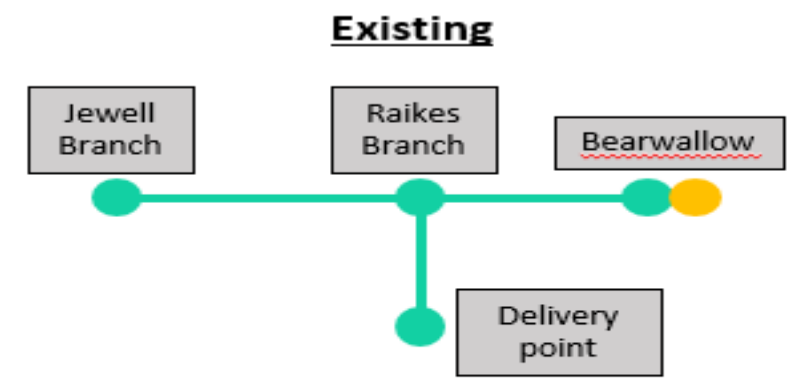 Existing
Jewell
Branch
Raikes
Branch
Bearwallow
Delivery
point